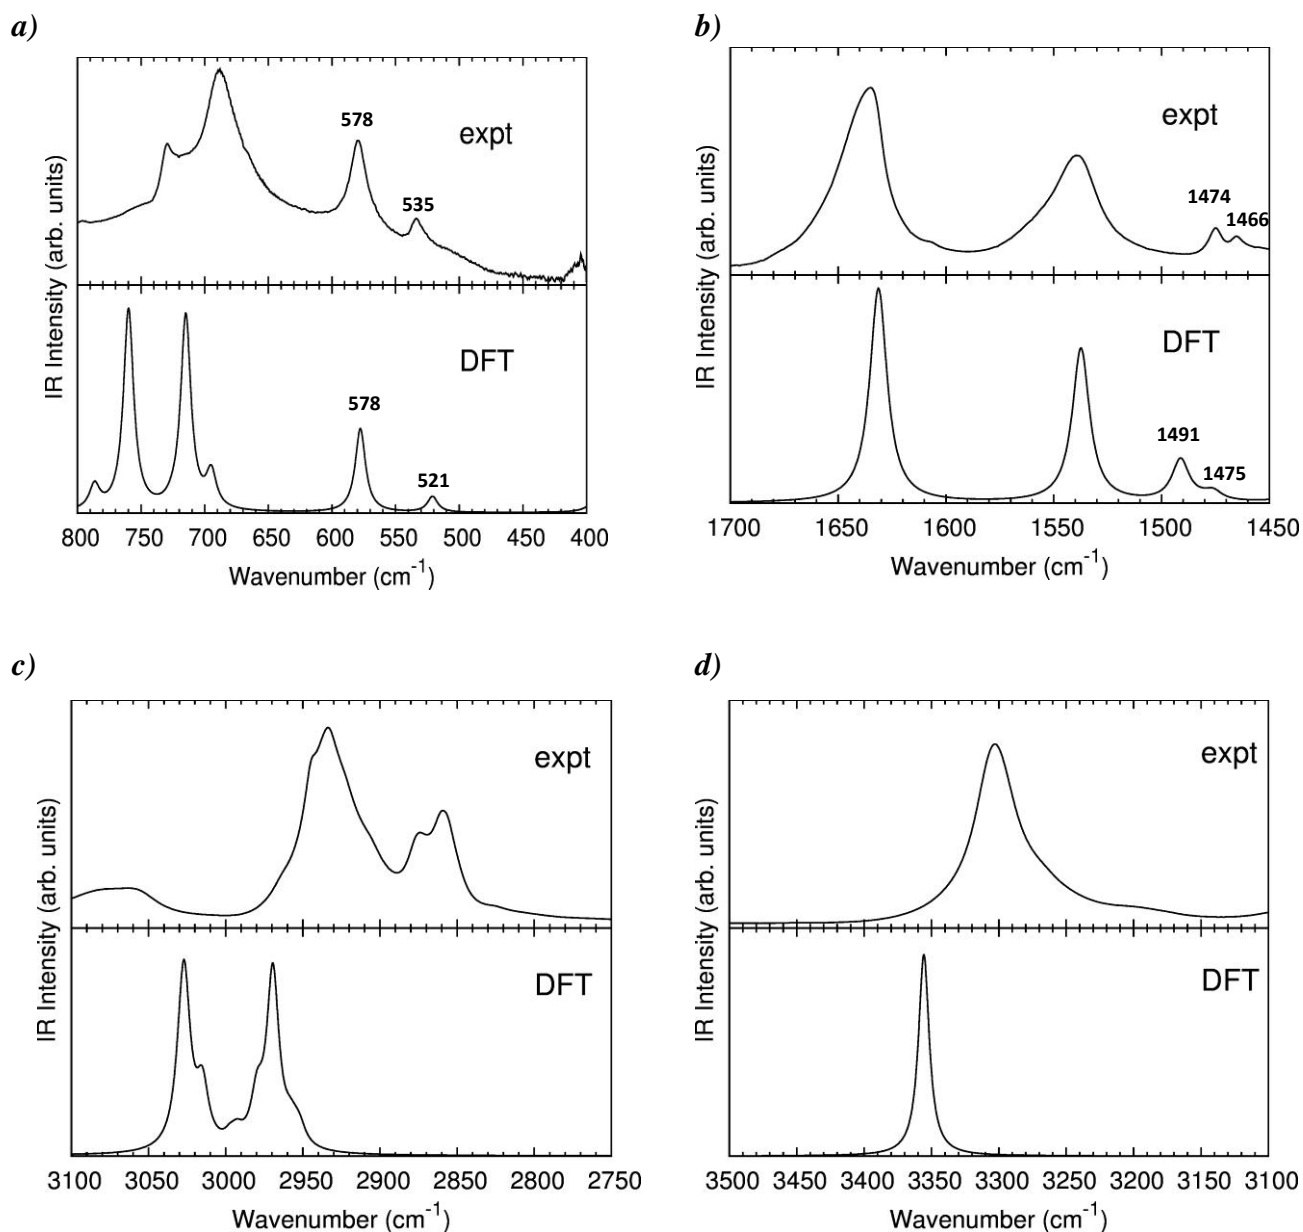 a)
IR Intensity (arb. units)
expt
578
535
DFT
578
521
800 750 700 650 600 550 500 450 400
Wavenumber (cm-1)
b)
IR Intensity (arb. units)
expt
1474
1466
DFT
1491
1475
1700 1650 1600 1550 1500 1450
Wavenumber (cm-1)
c)
IR Intensity (arb. units)
expt
DFT
3100 3050 3000 2950 2900 2850 2800 2750
Wavenumber (cm-1)
d)
IR Intensity (arb. units)
expt
DFT
3500 3450 3400 3350 3300 3250 3200 3150 3100
Wavenumber (cm-1)